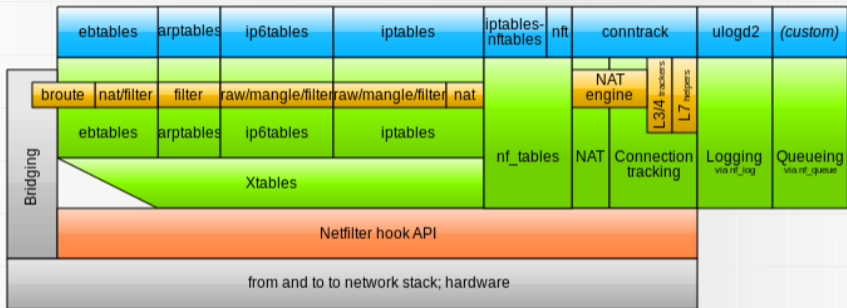 ebtables
arptables
ip6tables
iptables
iptables-
nftables
nft
conntrack
ulogd2
(custom)
broute
nat/filter
filter
raw/mangle/filter
raw/mangle/filter
nat
NAT
engine
L3/4 trackers
L7 helpers
ebtables
arptables
ip6tables
iptables
Bridging
Xtables
nf_tables
NAT
Connection
tracking
Logging
via nf_log
Queueing
via nf_queue
Netfilter hook API
from and to to network stack; hardware